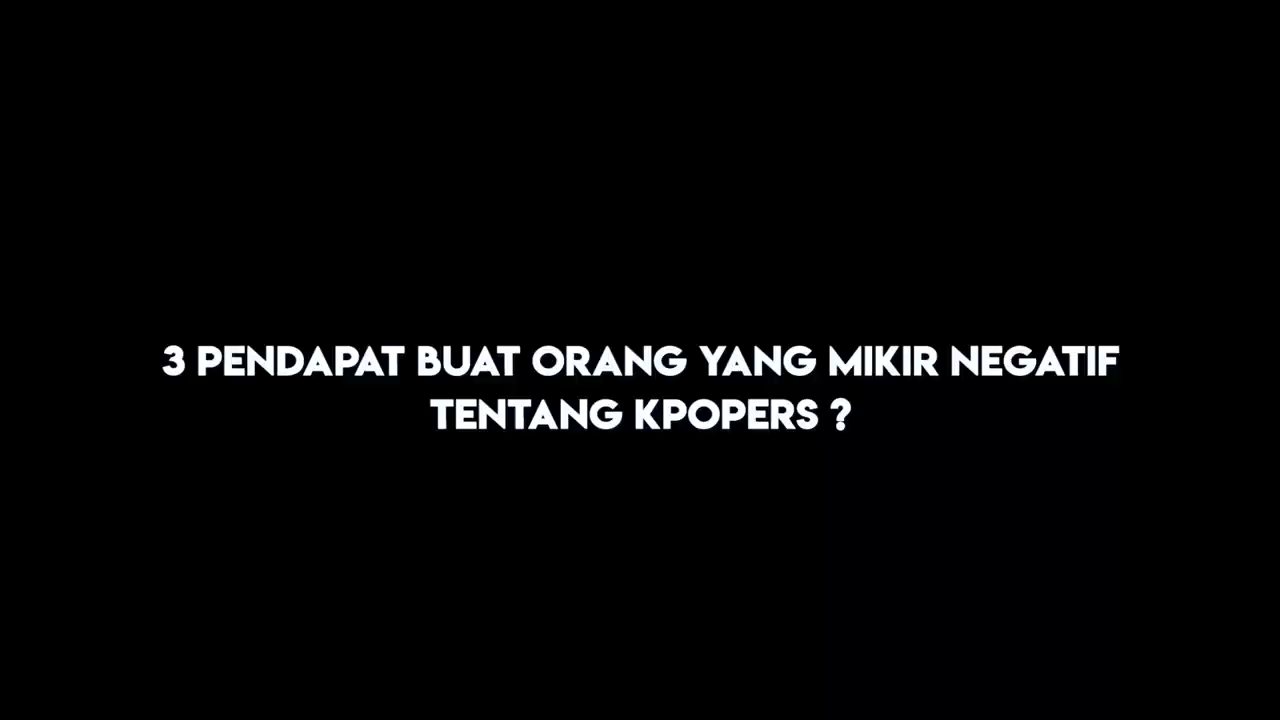 3 PENDAPAT BUAT ORANG YANG MIKIR NEGATIF
TENTANG KPOPERS ?